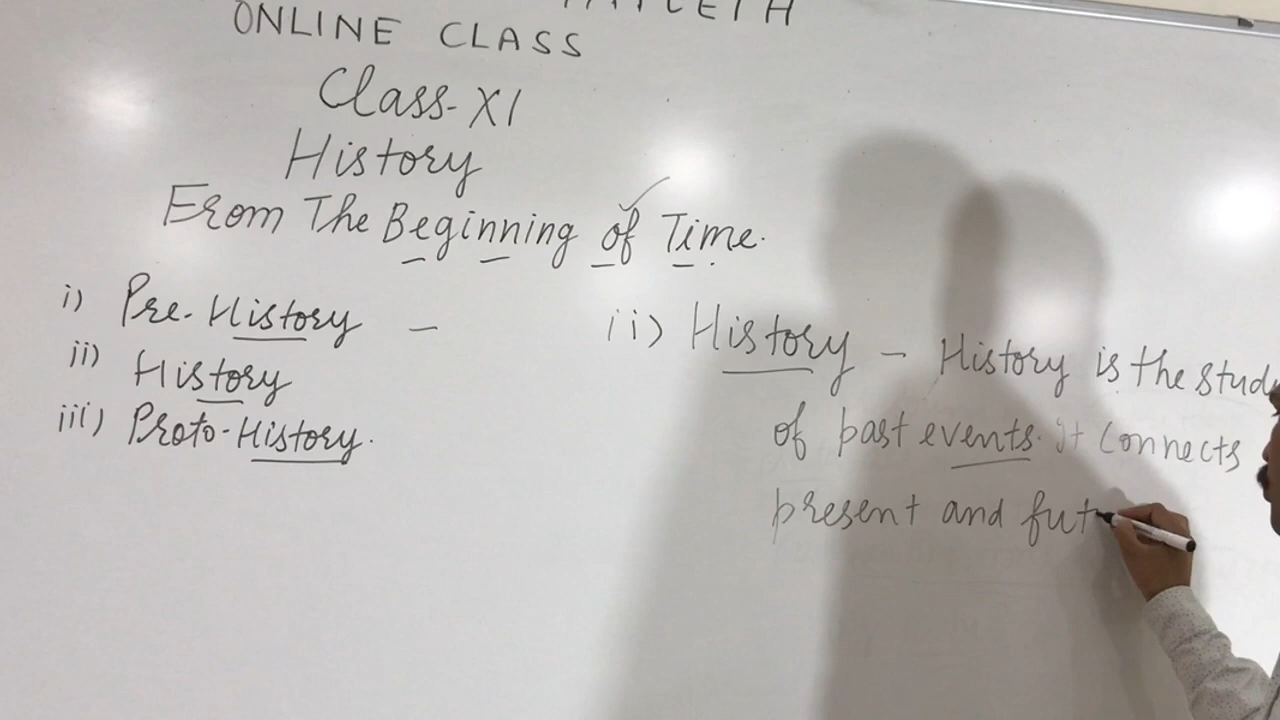 ONLINE CLASS
Class-XI
History
From The Beginning of Time.
i) Pre-History -
ii) History
iii) Proto-History.
ii) History - History is the stud
of past events. It connects
present and fut